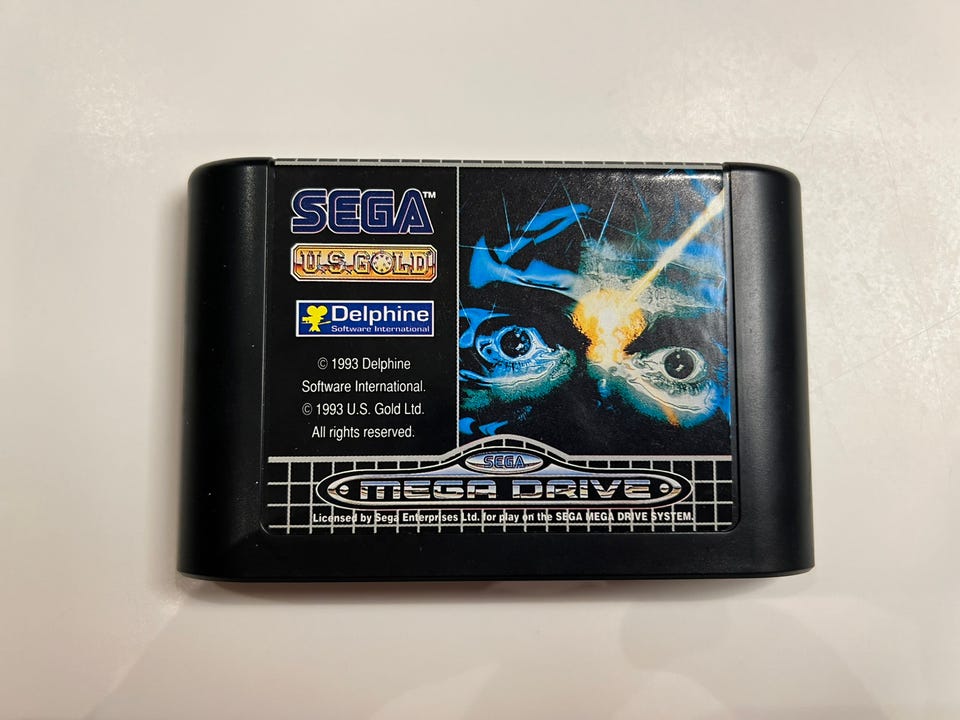 SEGA™
U.S. GOLD
Delphine
Software International
© 1993 Delphine
Software International.
© 1993 U.S. Gold Ltd.
All rights reserved.
SEGA
MEGA DRIVE
Licensed by Sega Enterprises Ltd. for play on the SEGA MEGA DRIVE SYSTEM.